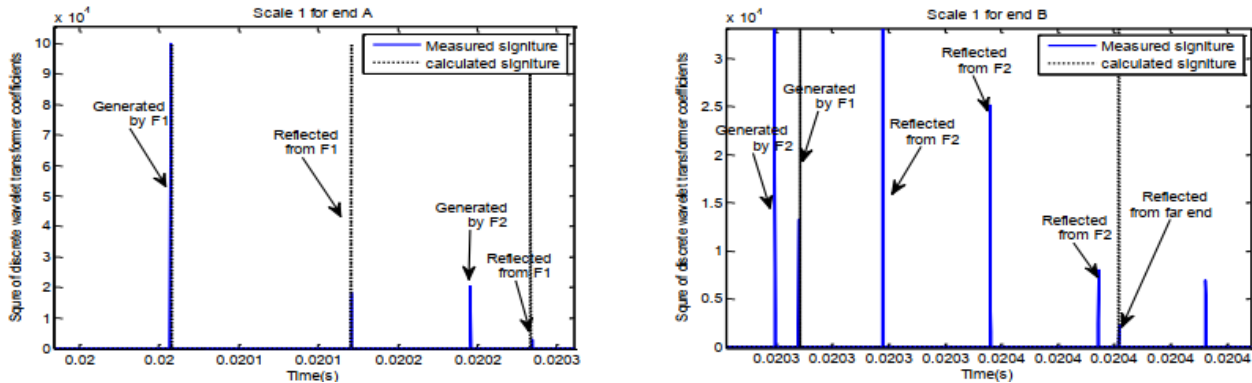 Scale 1 for end A
x 10⁴
Squre of discrete wavelet transformer coefficients
10
9
8
7
6
5
4
3
2
1
0
Measured signiture
calculated signiture
Generated
by F1
Reflected
from F1
Generated
by F2
Reflected
from F1
0.02 0.02 0.0201 0.0201 0.0202 0.0202 0.0203
Time(s)
Scale 1 for end B
x 10⁴
Squre of discrete wavelet transformer coefficients
3
2.5
2
1.5
1
0.5
0
Measured signiture
calculated signiture
Reflected
from F2
Generated
by F1
Generated
by F2
Reflected
from F2
Reflected
from F2
Reflected
from far end
0.0203 0.0203 0.0203 0.0203 0.0204 0.0204 0.0204 0.0204 0.0204
Time(s)